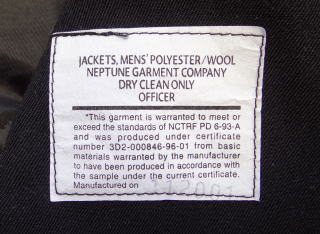 JACKETS, MENS' POLYESTER/WOOL
NEPTUNE GARMENT COMPANY
DRY CLEAN ONLY
OFFICER
"This garment is warranted to meet or
exceed the standards of NCTRF PD 6-93-A
and was produced under certificate
number 3D2-000846-96-01 from basic
materials warranted by the manufacturer
to have been produced in accordance with
the sample under the current certificate.
Manufactured on